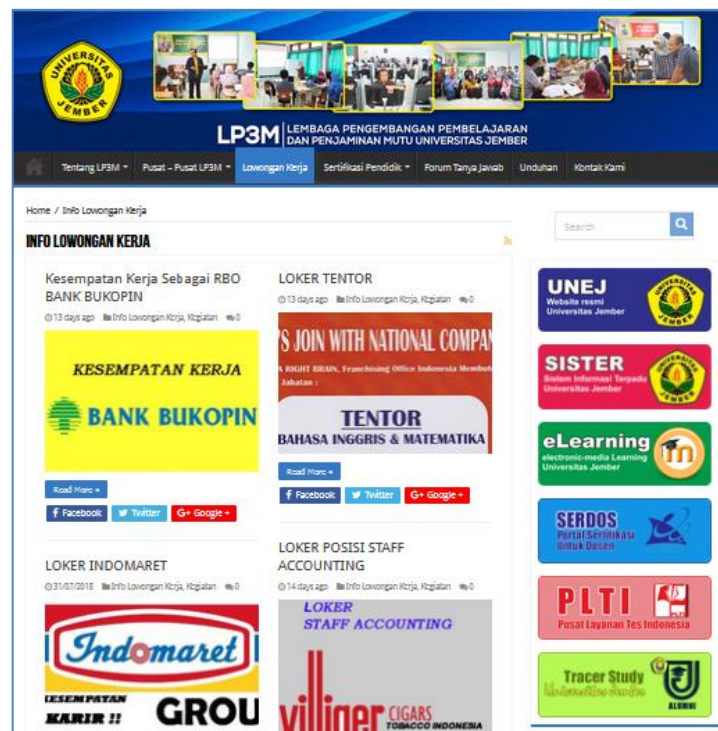 UNIVERSITAS
JEMBER
LP3M
LEMBAGA PENGEMBANGAN PEMBELAJARAN
DAN PENJAMINAN MUTU UNIVERSITAS JEMBER
Tentang LP3M Pusat – Pusat LP3M Lowongan Kerja Sertifikasi Pendidik Forum Tanya Jawab Unduhan Kontak Kami
Home / Info Lowongan Kerja
Search
INFO LOWONGAN KERJA
Kesempatan Kerja Sebagai RBO
BANK BUKOPIN
13 days ago Info Lowongan Kerja, Kegiatan 0
KESEMPATAN KERJA
BANK BUKOPIN
Read More »
Facebook Twitter Google +
LOKER TENTOR
13 days ago Info Lowongan Kerja, Kegiatan 0
'S JOIN WITH NATIONAL COMPAN
A RIGHT BRAIN, Franchising Office Indonesia Membut
Jabatan :
TENTOR
BAHASA INGGRIS & MATEMATIKA
Read More »
Facebook Twitter Google +
LOKER INDOMARET
31/07/2018 Info Lowongan Kerja, Kegiatan 0
Indomaret
KESEMPATAN
KARIR !!
GROU
LOKER POSISI STAFF
ACCOUNTING
14 days ago Info Lowongan Kerja, Kegiatan 0
LOKER
STAFF ACCOUNTING
villiger CIGARS
TOBACCO INDONESIA
UNEJ
Website resmi
Universitas Jember
SISTER
Sistem Informasi Terpadu
Universitas Jember
eLearning
electronic-media Learning
Universitas Jember
SERDOS
Portal Sertifikasi
Untuk Dosen
PLTI
Pusat Layanan Tes Indonesia
Tracer Study
Universitas Jember
ALUMNI